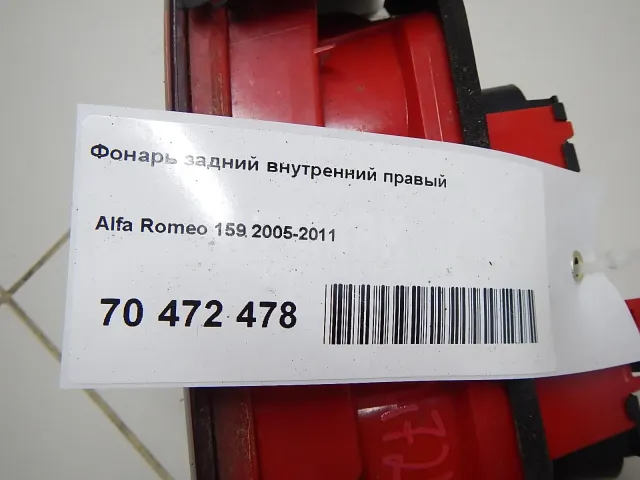 Фонарь задний внутренний правый
Alfa Romeo 159 2005-2011
70 472 478